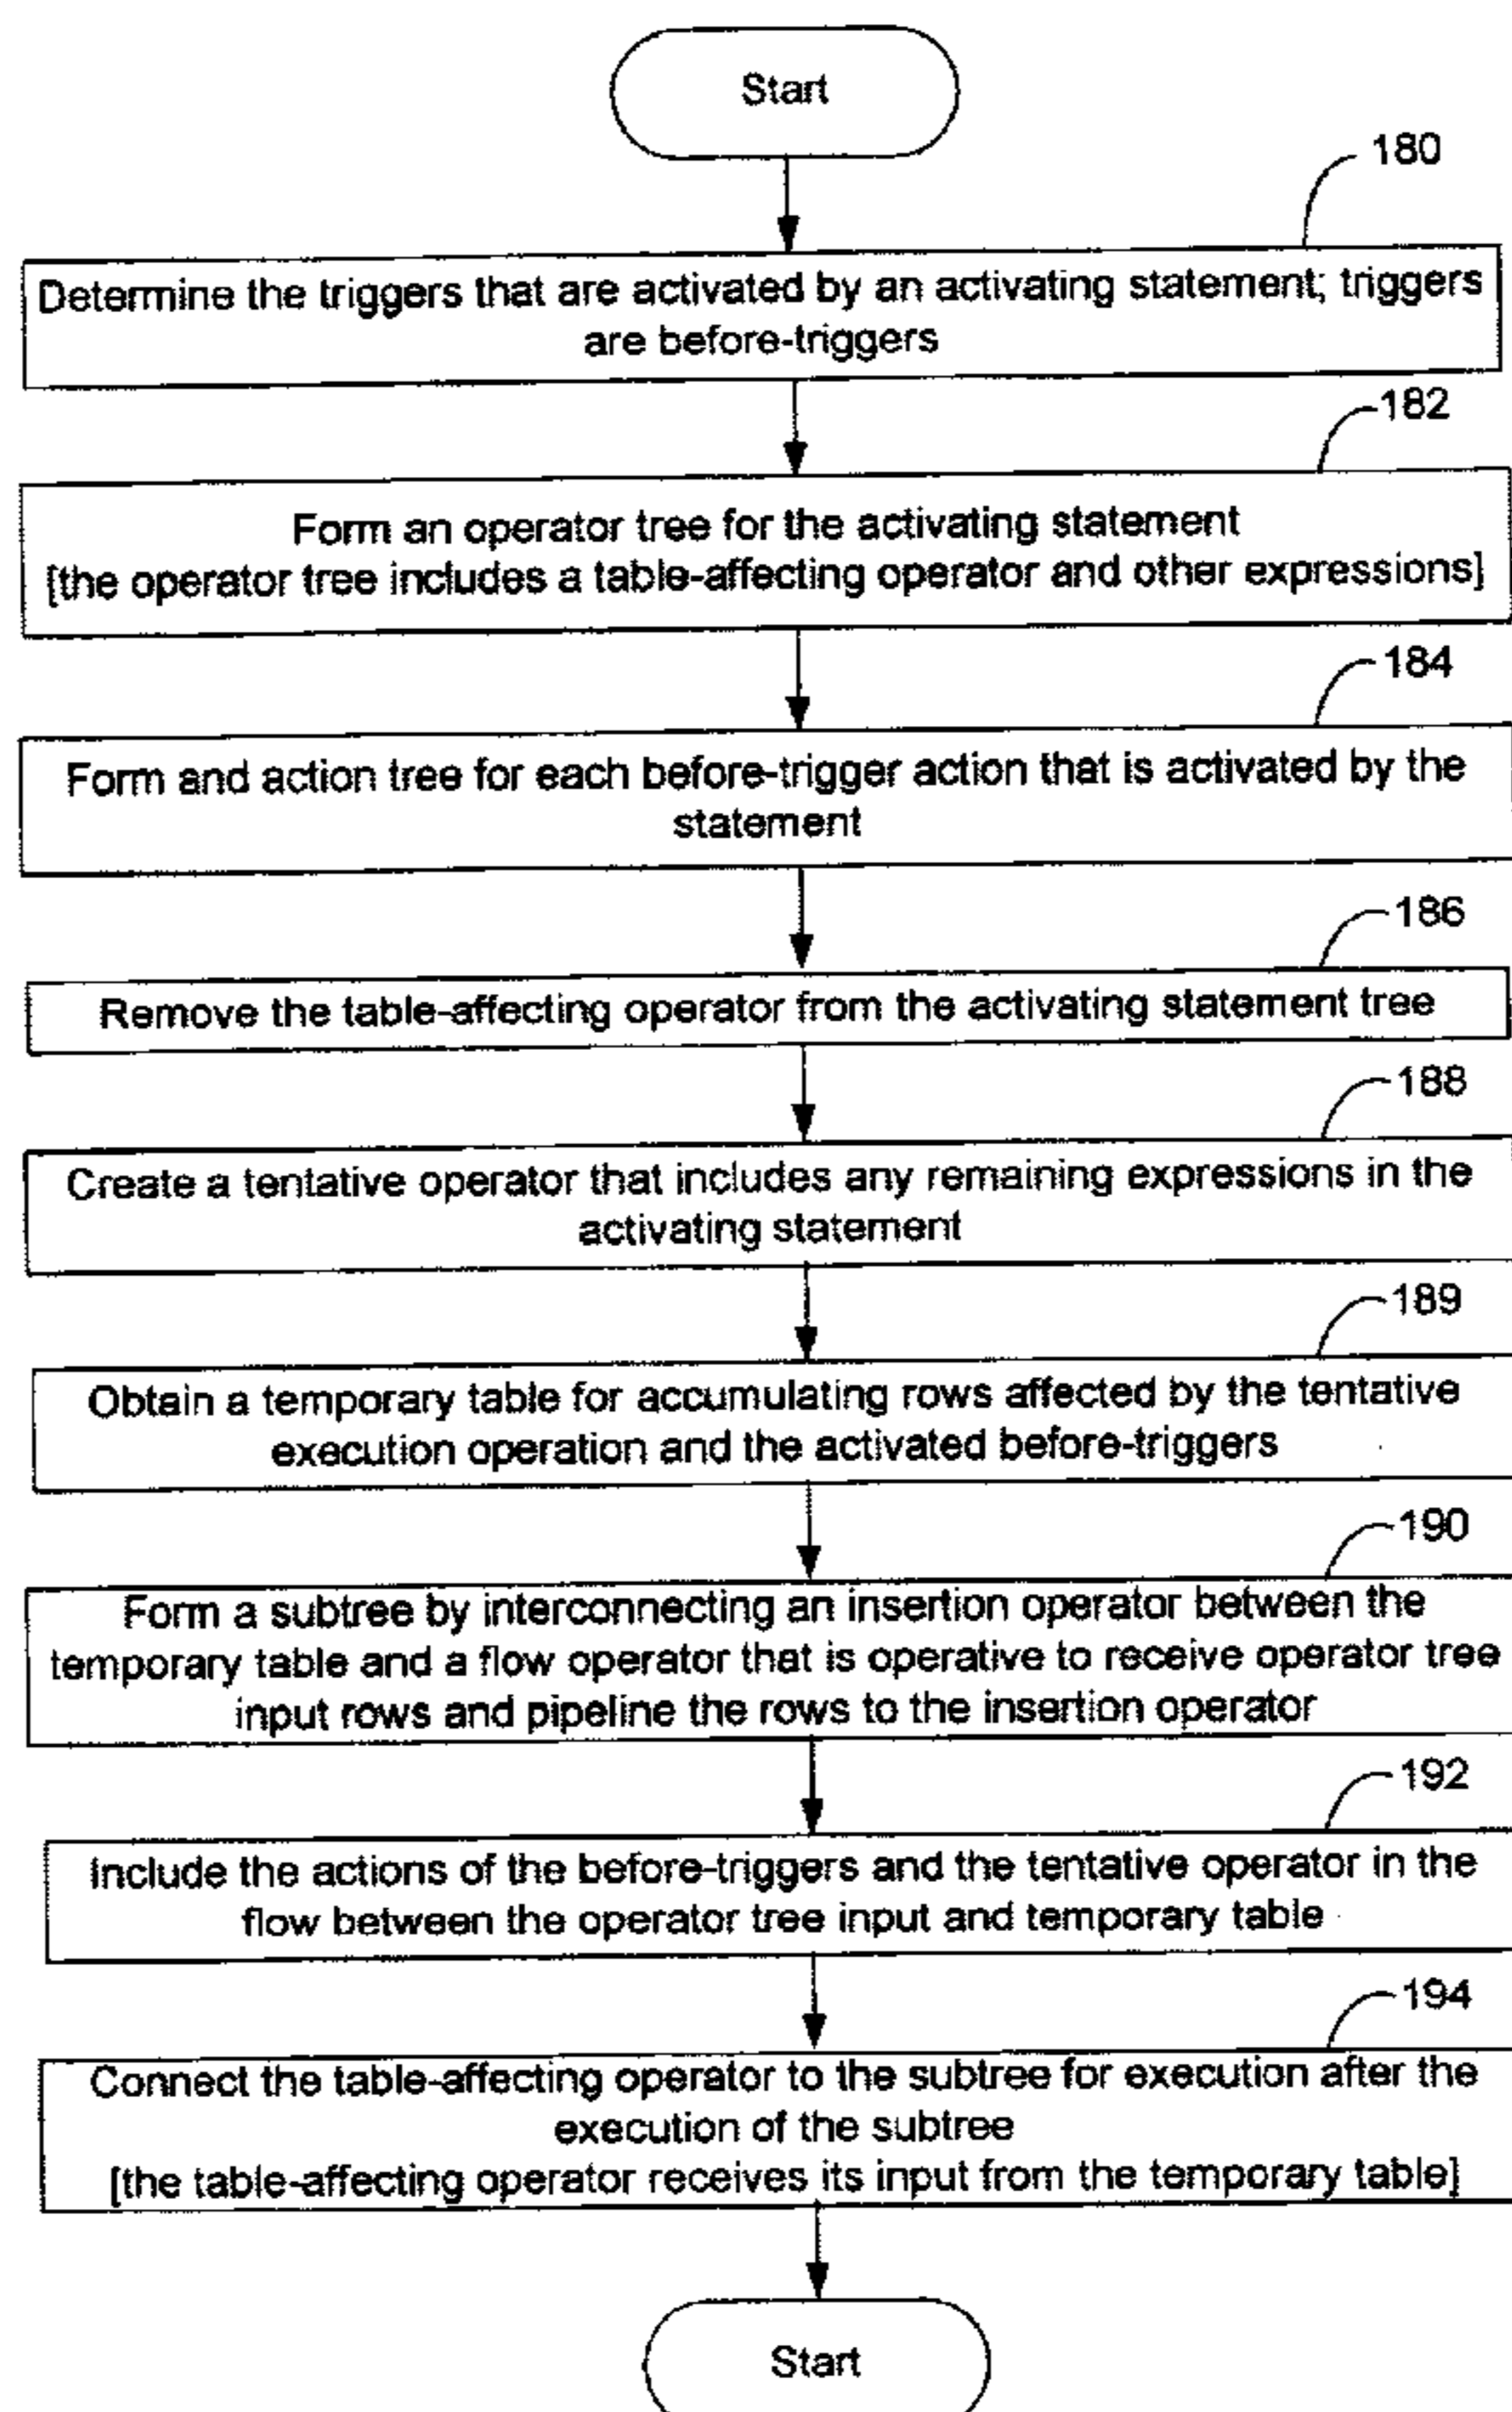 Start
180
Determine the triggers that are activated by an activating statement; triggers
are before-triggers
182
Form an operator tree for the activating statement
[the operator tree includes a table-affecting operator and other expressions]
184
Form and action tree for each before-trigger action that is activated by the
statement
186
Remove the table-affecting operator from the activating statement tree
188
Create a tentative operator that includes any remaining expressions in the
activating statement
189
Obtain a temporary table for accumulating rows affected by the tentative
execution operation and the activated before-triggers
190
Form a subtree by interconnecting an insertion operator between the
temporary table and a flow operator that is operative to receive operator tree
input rows and pipeline the rows to the insertion operator
192
Include the actions of the before-triggers and the tentative operator in the
flow between the operator tree input and temporary table
194
Connect the table-affecting operator to the subtree for execution after the
execution of the subtree
[the table-affecting operator receives its input from the temporary table]
Start